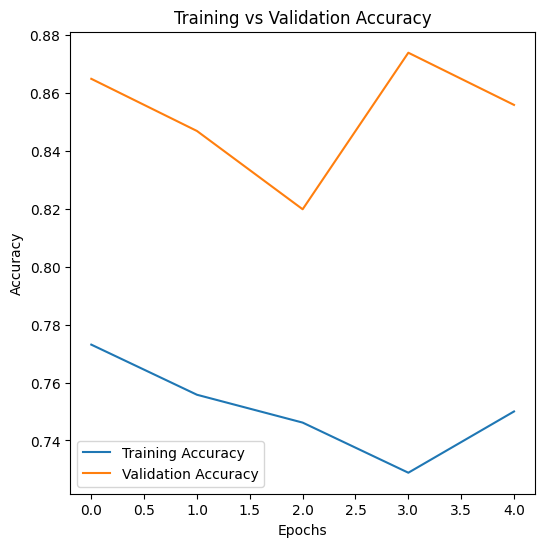 Training vs Validation Accuracy
0.88
0.86
0.84
0.82
0.80
0.78
0.76
0.74
Accuracy
Training Accuracy
Validation Accuracy
0.0 0.5 1.0 1.5 2.0 2.5 3.0 3.5 4.0
Epochs